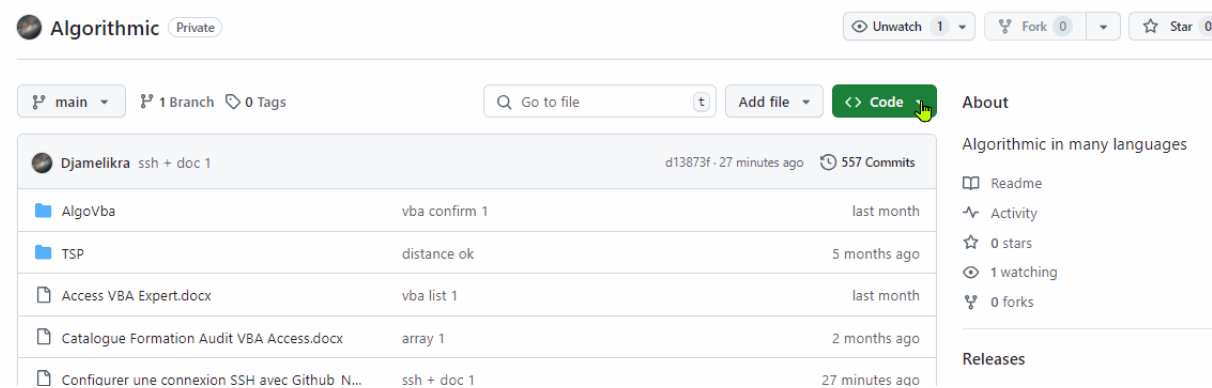 Algorithmic Private Unwatch 1 Fork 0 Star 0
main 1 Branch 0 Tags Go to file t Add file <> Code About
Algorithmic in many languages
Djamelikra ssh + doc 1 d13873f · 27 minutes ago 557 Commits
Readme
AlgoVba vba confirm 1 last month
Activity
0 stars
TSP distance ok 5 months ago
1 watching
Access VBA Expert.docx vba list 1 last month
0 forks
Catalogue Formation Audit VBA Access.docx array 1 2 months ago
Releases
Configurer une connexion SSH avec Github_N... ssh + doc 1 27 minutes ago